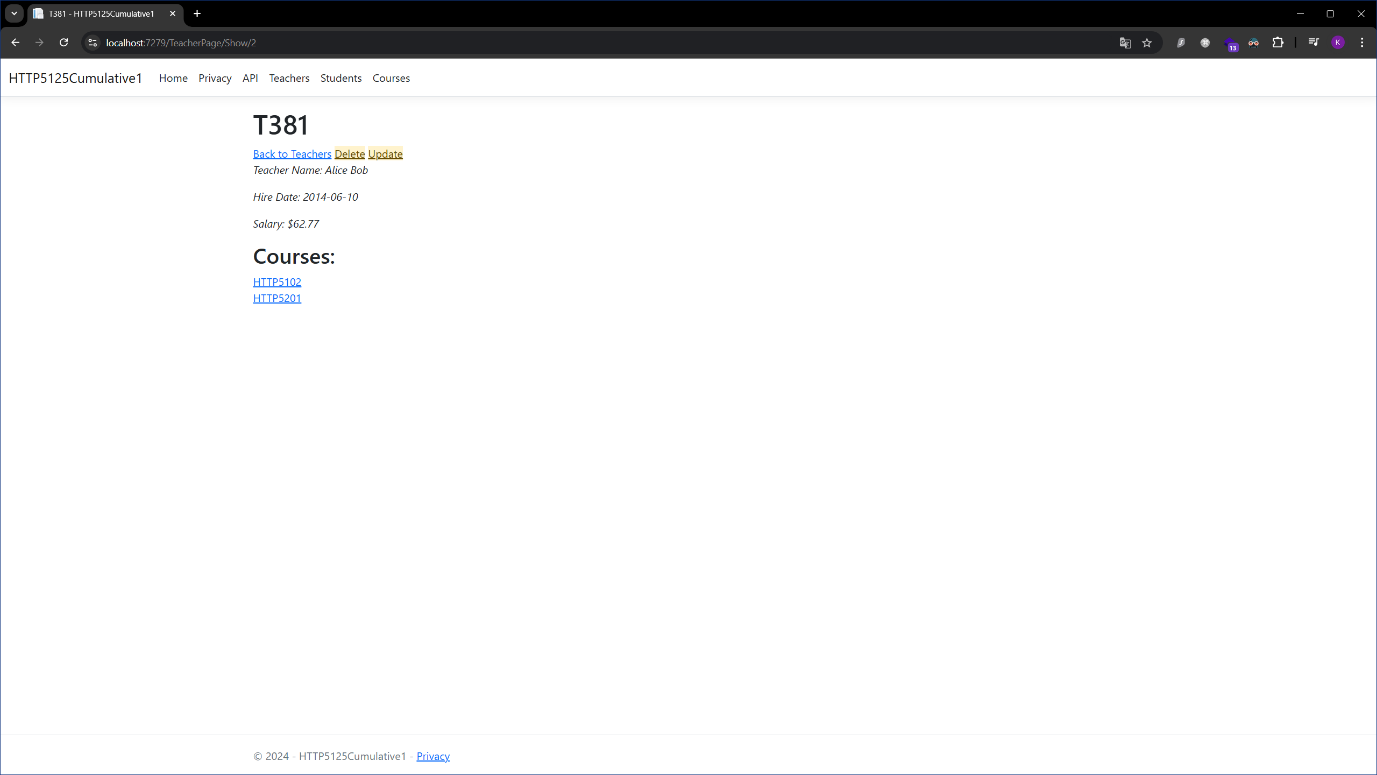 T381 - HTTP5125Cumulative1
localhost:7279/TeacherPage/Show/2
13
K
HTTP5125Cumulative1 Home Privacy API Teachers Students Courses
T381
Back to Teachers Delete Update
Teacher Name: Alice Bob
Hire Date: 2014-06-10
Salary: $62.77
Courses:
HTTP5102
HTTP5201
© 2024 - HTTP5125Cumulative1 - Privacy